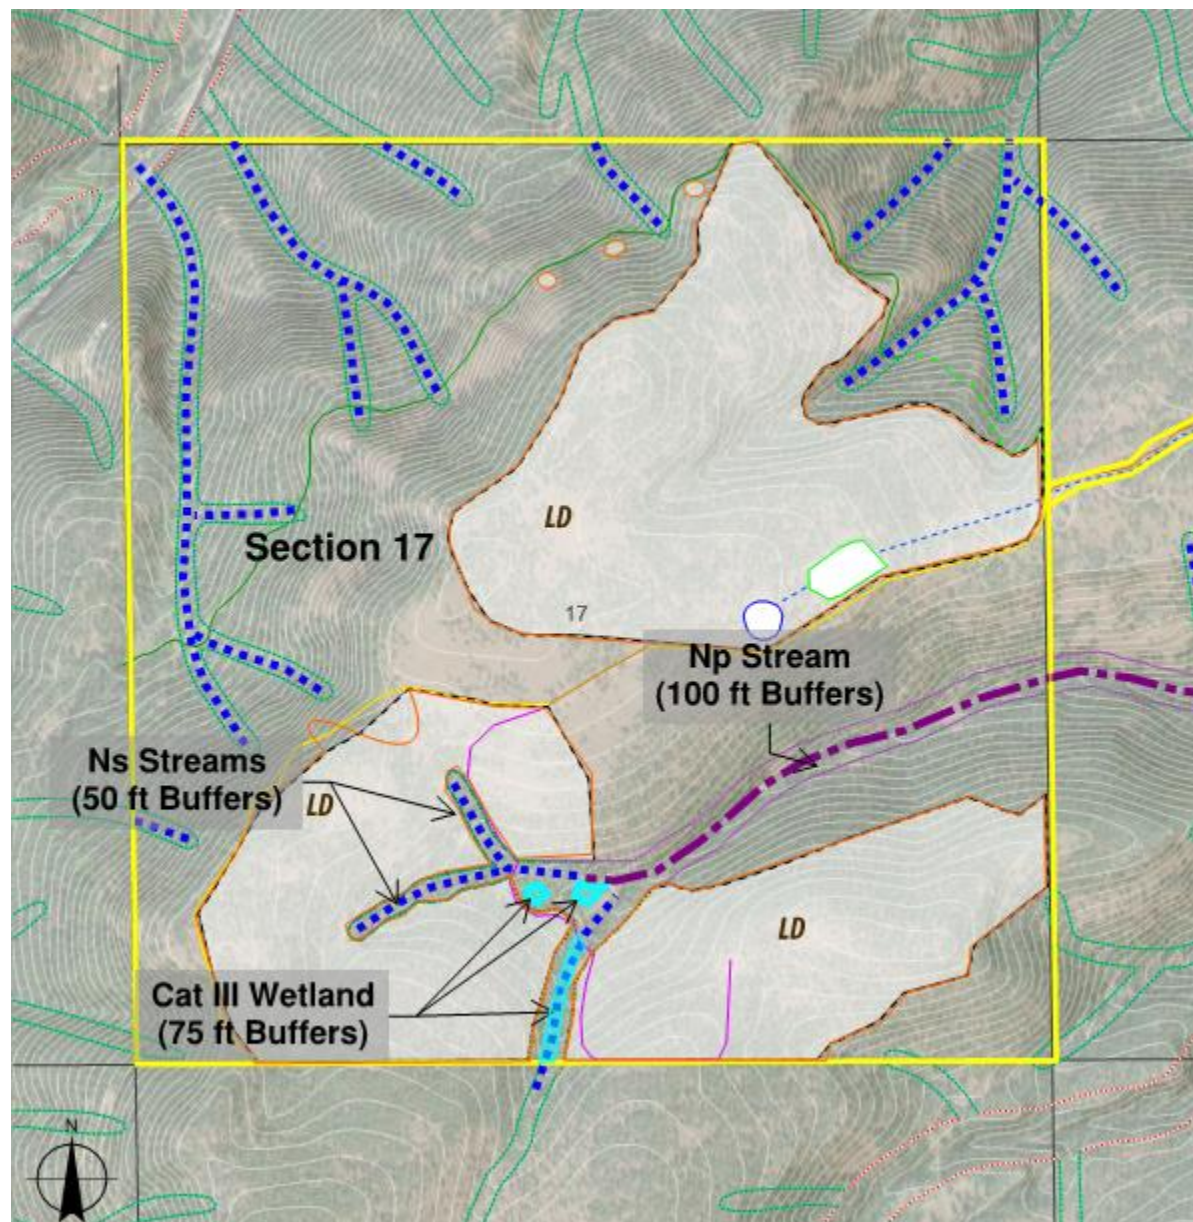 LD
Section 17
17
Np Stream
(100 ft Buffers)
Ns Streams
(50 ft Buffers)
LD
LD
Cat III Wetland
(75 ft Buffers)
N